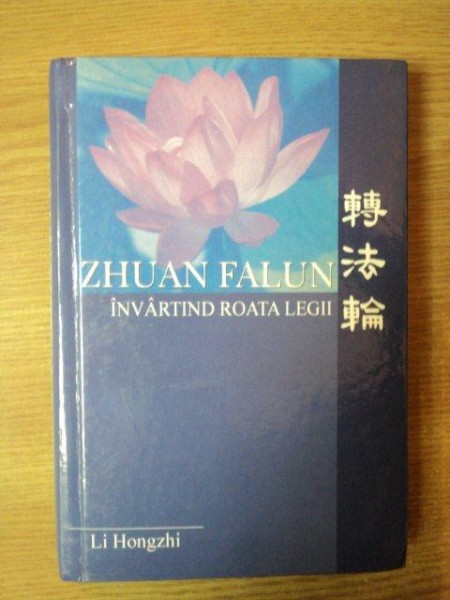 ZHUAN FALUN
ÎNVÂRTIND ROATA LEGII
轉法輪
Li Hongzhi